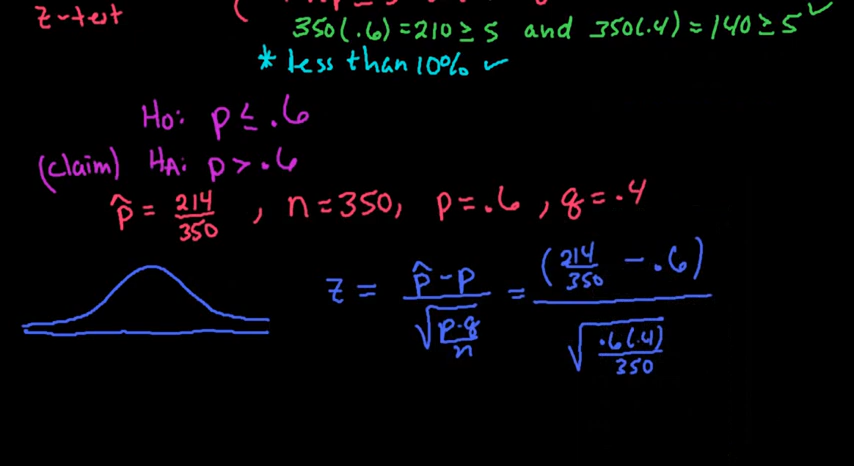 z-test
350(.6)=210≥5 and 350(.4)=140≥5 ✓
* less than 10% ✓
Ho: p≤.6
(claim) HA: p>.6
p̂ = 214/350 , n=350, p=.6 , q=.4
z = (p̂-p)/√(p·q/n) = (214/350 - .6)/√(.6(.4)/350)